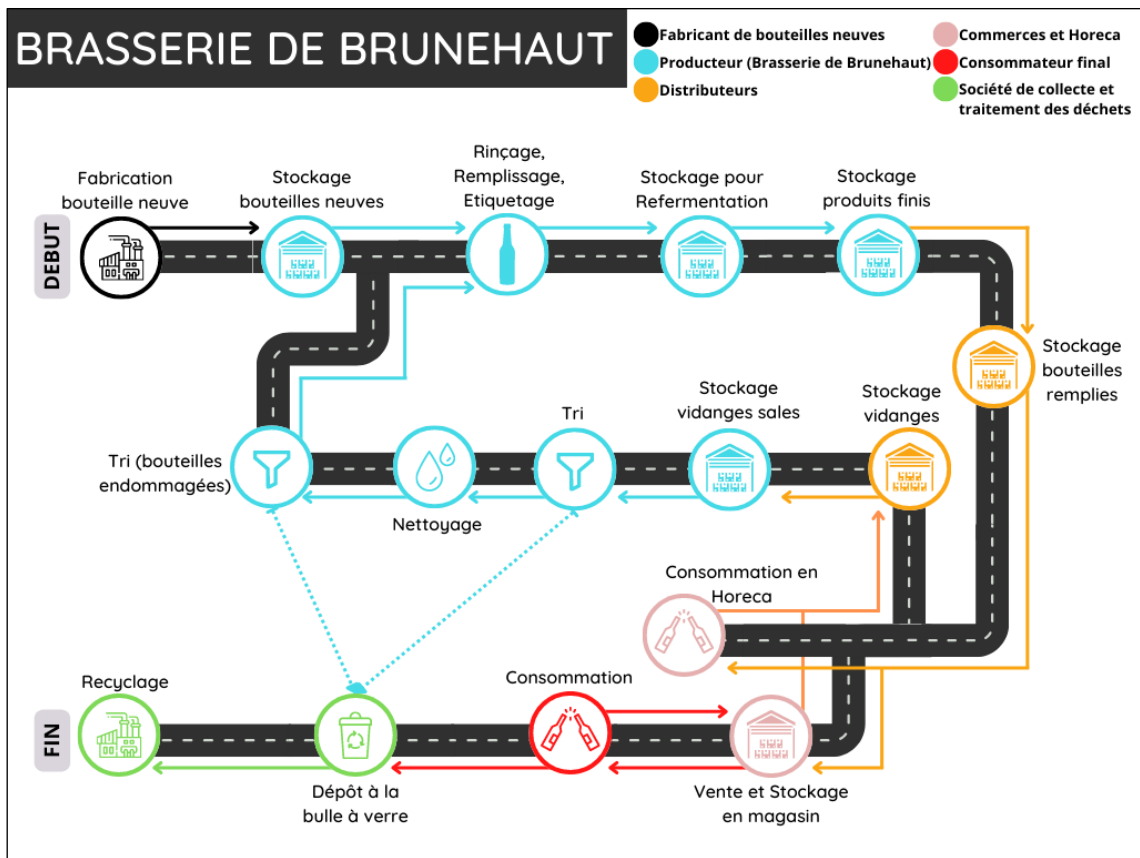 BRASSERIE DE BRUNEHAUT
Fabricant de bouteilles neuves
Producteur (Brasserie de Brunehaut)
Distributeurs
Commerces et Horeca
Consommateur final
Société de collecte et
traitement des déchets
DEBUT
Fabrication
bouteille neuve
Stockage
bouteilles neuves
Rinçage,
Remplissage,
Etiquetage
Stockage pour
Refermentation
Stockage
produits finis
Stockage
bouteilles
remplies
Stockage
vidanges
Stockage
vidanges sales
Tri
Nettoyage
Tri (bouteilles
endommagées)
Consommation en
Horeca
FIN
Recyclage
Dépôt à la
bulle à verre
Consommation
Vente et Stockage
en magasin